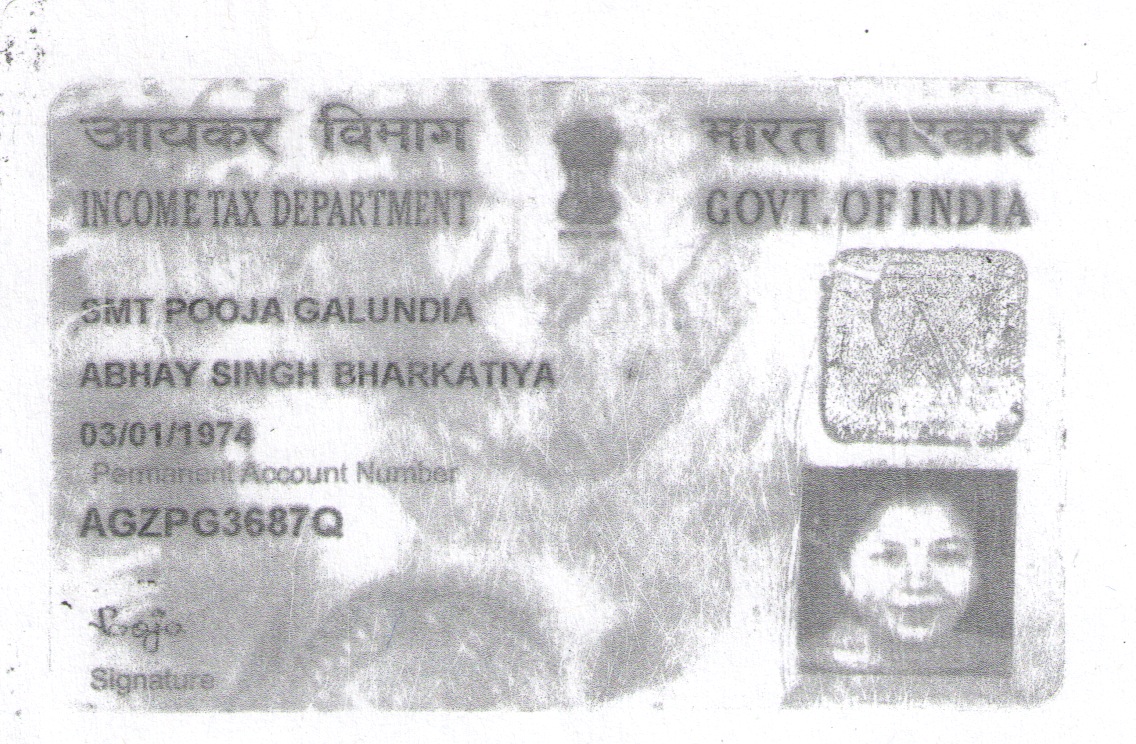 आयकर विभाग
भारत सरकार
INCOME TAX DEPARTMENT
GOVT. OF INDIA
SMT POOJA GALUNDIA
ABHAY SINGH BHARKATIYA
03/01/1974
Permanent Account Number
AGZPG3687Q
Pooja
Signature